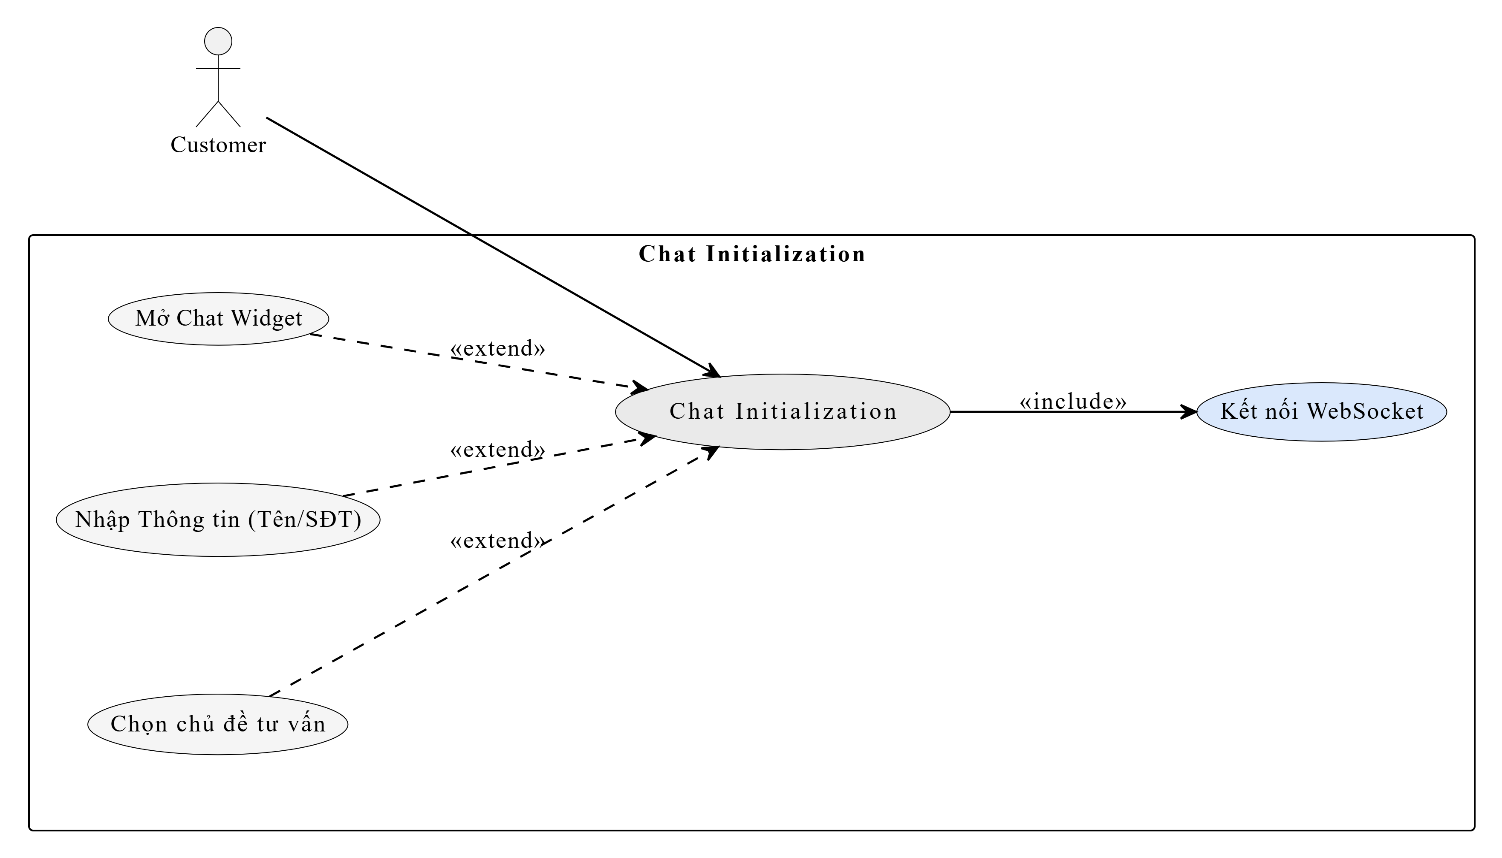 Customer
Chat Initialization
Mở Chat Widget
«extend»
Chat Initialization
«include»
Kết nối WebSocket
«extend»
Nhập Thông tin (Tên/SĐT)
«extend»
Chọn chủ đề tư vấn